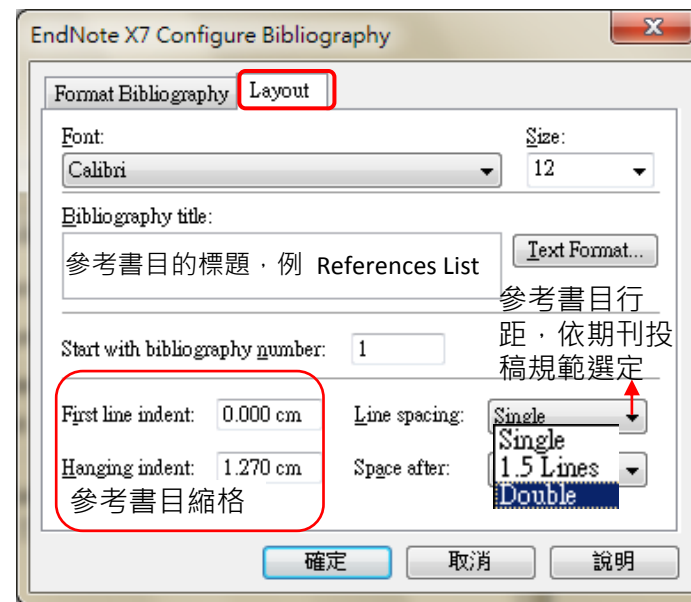 EndNote X7 Configure Bibliography
Format Bibliography
Layout
Font:
Size:
Calibri
12
Bibliography title:
參考書目的標題，例 References List
Text Format...
參考書目行
距，依期刊投
稿規範選定
Start with bibliography number:
1
First line indent:
0.000 cm
Line spacing:
Single
Single
1.5 Lines
Double
Hanging indent:
1.270 cm
Space after:
參考書目縮格
確定
取消
說明